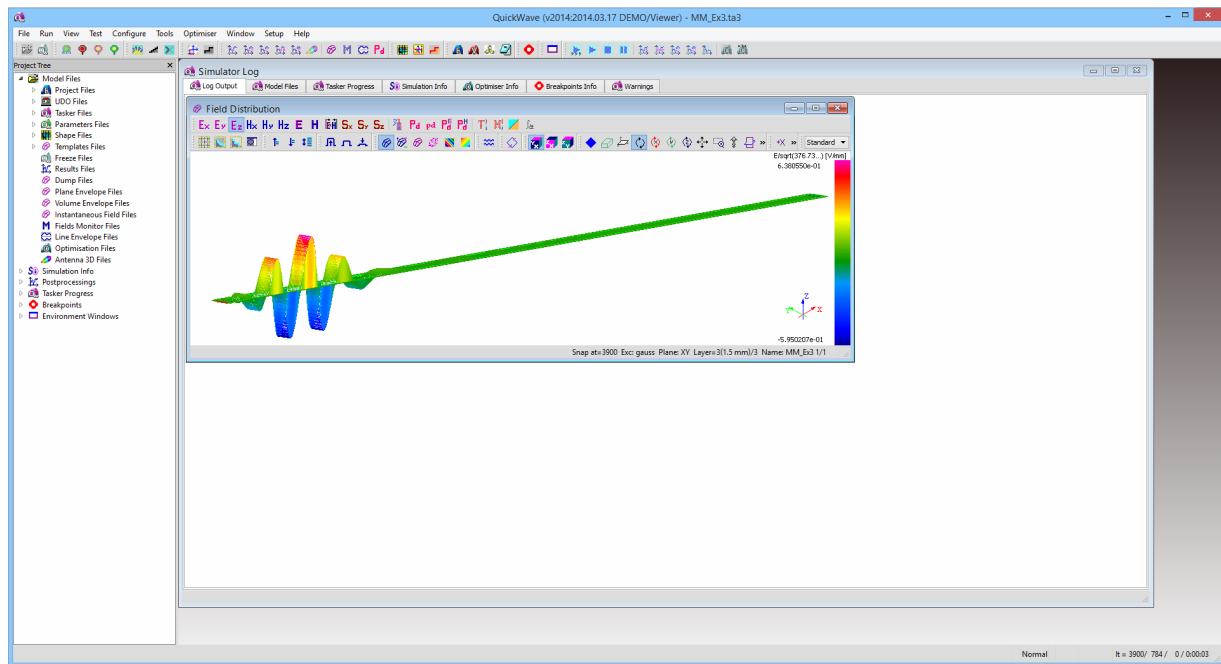 QuickWave (v2014:2014.03.17 DEMO/Viewer) - MM_Ex3.ta3
File Run View Test Configure Tools Optimiser Window Setup Help
Project Tree
Model Files
Project Files
UDO Files
Tasker Files
Parameters Files
Shape Files
Templates Files
Freeze Files
Results Files
Dump Files
Plane Envelope Files
Volume Envelope Files
Instantaneous Field Files
Fields Monitor Files
Line Envelope Files
Optimisation Files
Antenna 3D Files
Simulation Info
Postprocessings
Tasker Progress
Breakpoints
Environment Windows
Simulator Log
Log Output Model Files Tasker Progress Simulation Info Optimiser Info Breakpoints Info Warnings
Field Distribution
Ex Ey Ez Hx Hy Hz E H EH Sx Sy Sz Pd pd
Standard
E/sqrt(376.73...) [V/mm]
6.380550e-01
Z
Y X
-5.950207e-01
Snap at=3900 Exc: gauss Plane: XY Layer=3(1.5 mm)/3 Name: MM_Ex3 1/1
Normal It = 3900/ 784 / 0 / 0:00:03